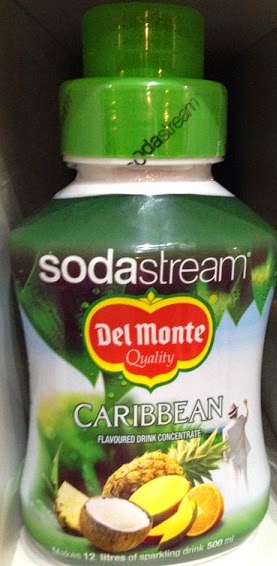 sodastream
sodastream®
Del Monte
Quality
CARIBBEAN
FLAVOURED DRINK CONCENTRATE
Makes 12 litres of sparkling drink 500 ml